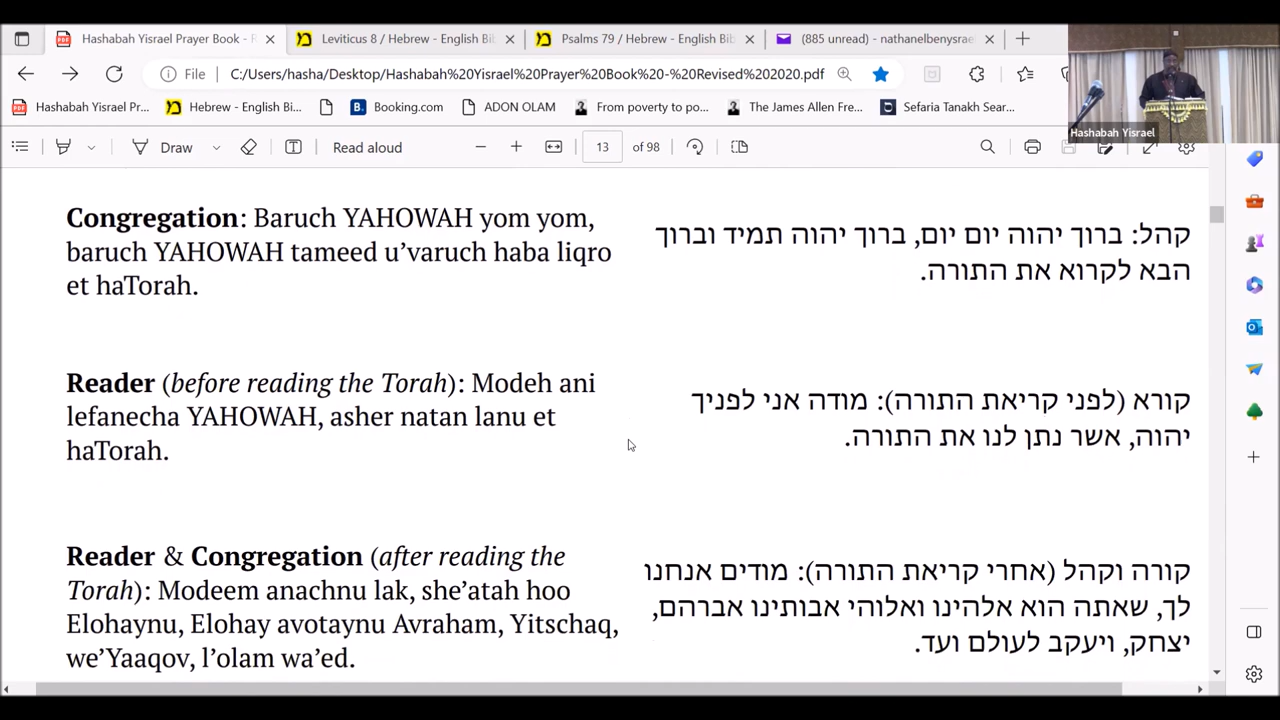 Hashabah Yisrael Prayer Book - R
Leviticus 8 / Hebrew - English Bib
Psalms 79 / Hebrew - English Bib
(885 unread) - nathanelbenysrae
File
C:/Users/hasha/Desktop/Hashabah%20Yisrael%20Prayer%20Book%20-%20Revised%202020.pdf
Hashabah Yisrael Pr...
Hebrew - English Bi...
Booking.com
ADON OLAM
From poverty to po...
The James Allen Fre...
Sefaria Tanakh Sear...
Hashabah Yisrael
Draw
Read aloud
13
of 98
Congregation: Baruch YAHOWAH yom yom,
baruch YAHOWAH tameed u’varuch haba liqro
et haTorah.
קהל: ברוך יהוה יום יום, ברוך יהוה תמיד וברוך
הבא לקרוא את התורה.
Reader (before reading the Torah): Modeh ani
lefanecha YAHOWAH, asher natan lanu et
haTorah.
קורא (לפני קריאת התורה): מודה אני לפניך
יהוה, אשר נתן לנו את התורה.
Reader & Congregation (after reading the
Torah): Modeem anachnu lak, she’atah hoo
Elohaynu, Elohay avotaynu Avraham, Yitschaq,
we’Yaaqov, l’olam wa’ed.
קורה וקהל (אחרי קריאת התורה): מודים אנחנו
לך, שאתה הוא אלהינו ואלוהי אבותינו אברהם,
יצחק, ויעקב לעולם ועד.